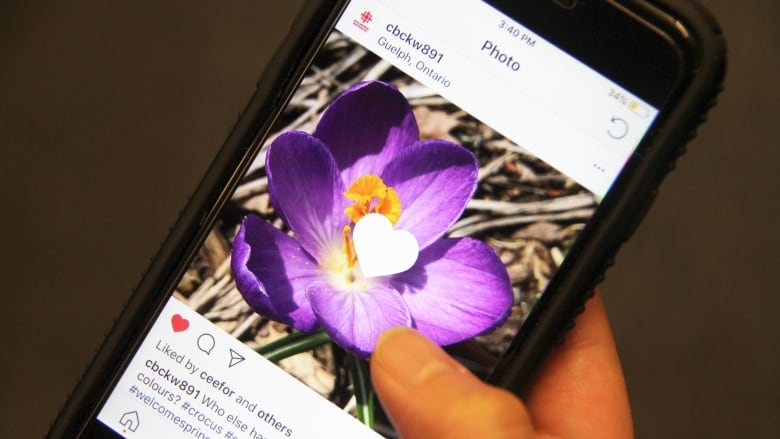 3:40 PM
34%
Photo
cbckw891
Guelph, Ontario
Liked by ceefor and others
cbckw891 Who else has
colours? #crocus
#welcomesprin